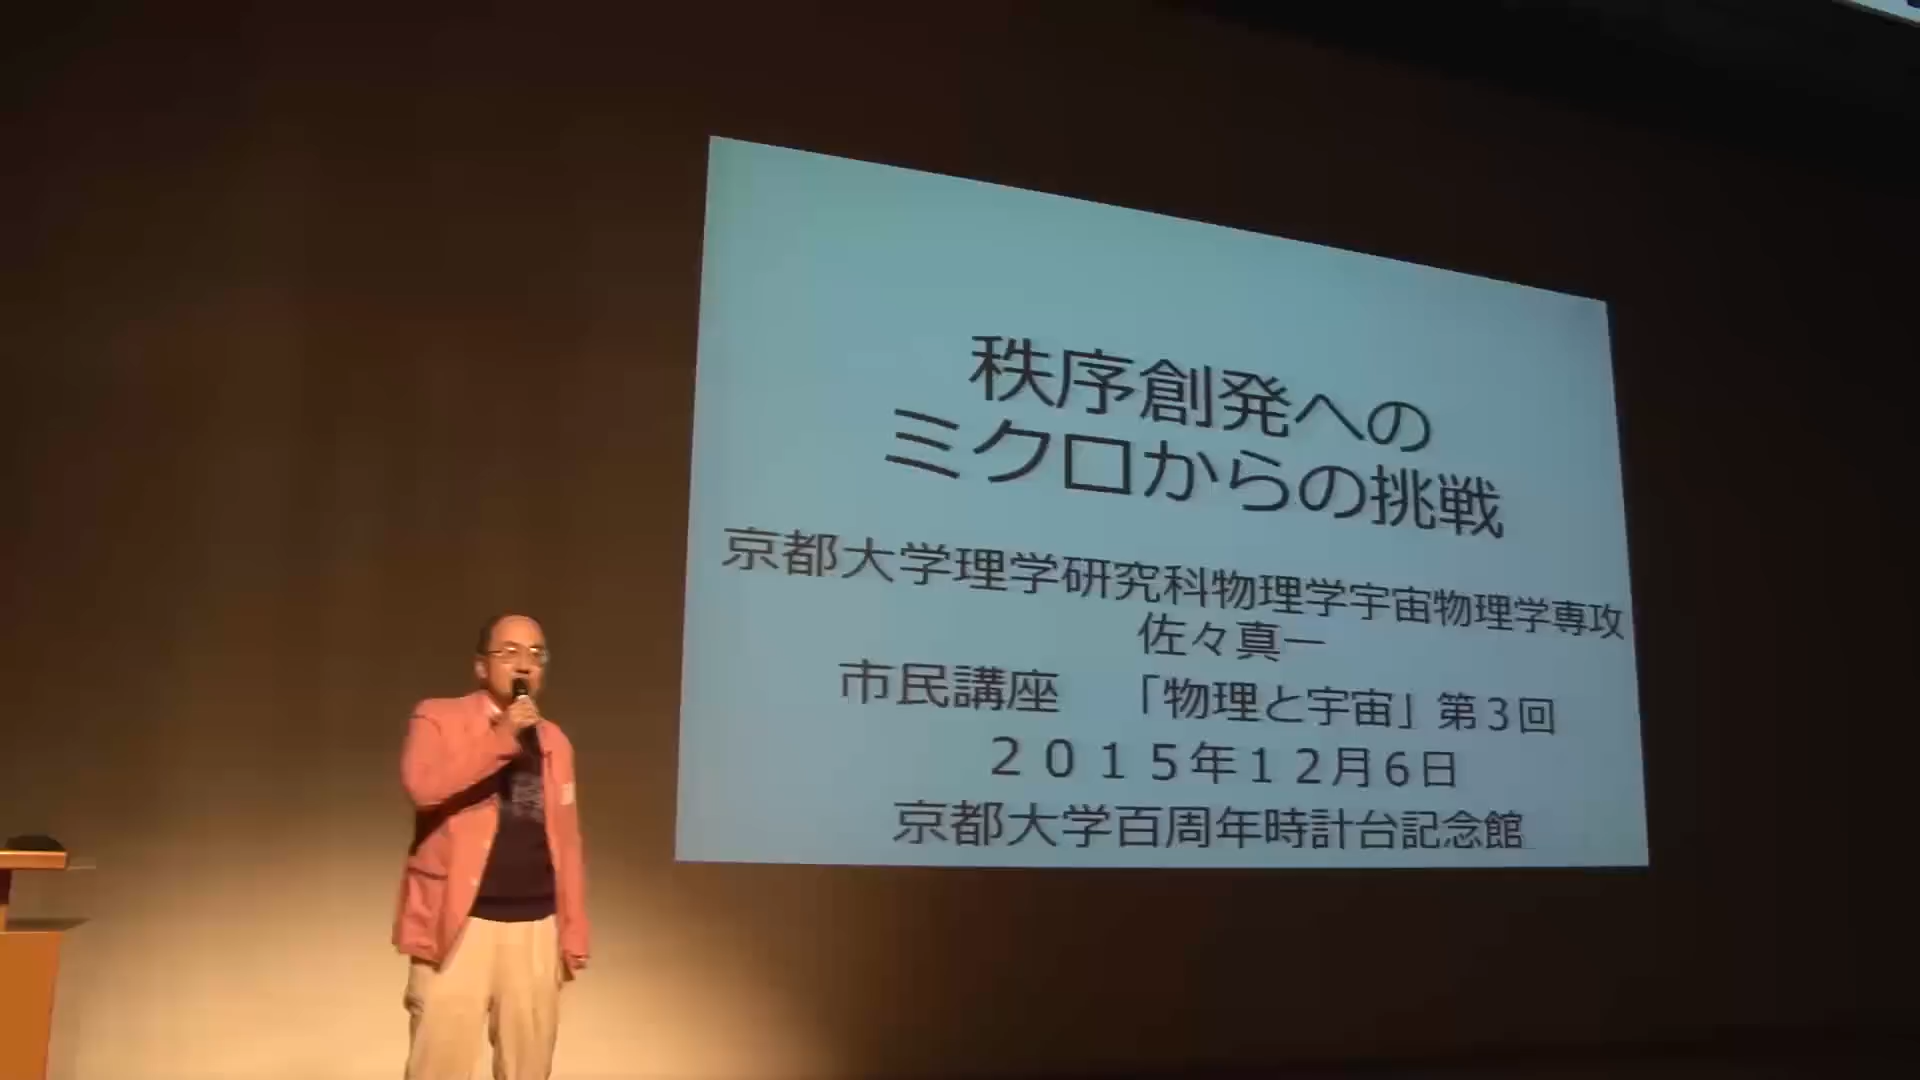 秩序創発への
ミクロからの挑戦
京都大学理学研究科物理学宇宙物理学専攻
佐々真一
市民講座　「物理と宇宙」第３回
２０１５年１２月６日
京都大学百周年時計台記念館